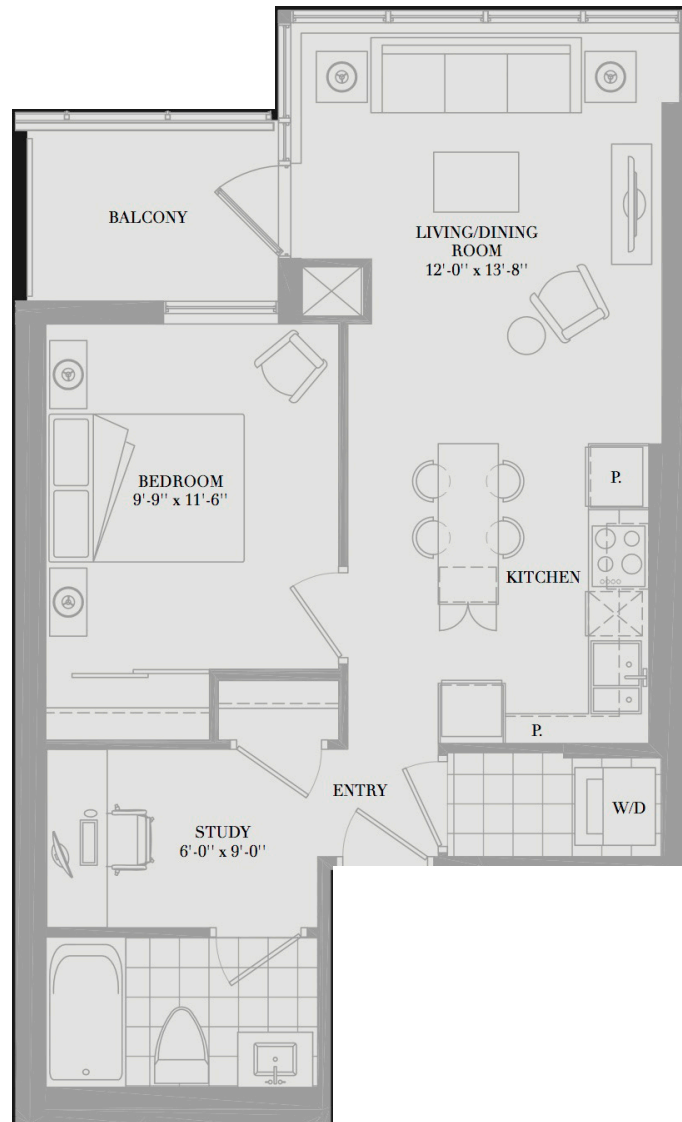 BALCONY
LIVING/DINING
ROOM
12'-0'' x 13'-8''
BEDROOM
9'-9'' x 11'-6''
P.
KITCHEN
P.
ENTRY
W/D
STUDY
6'-0'' x 9'-0''